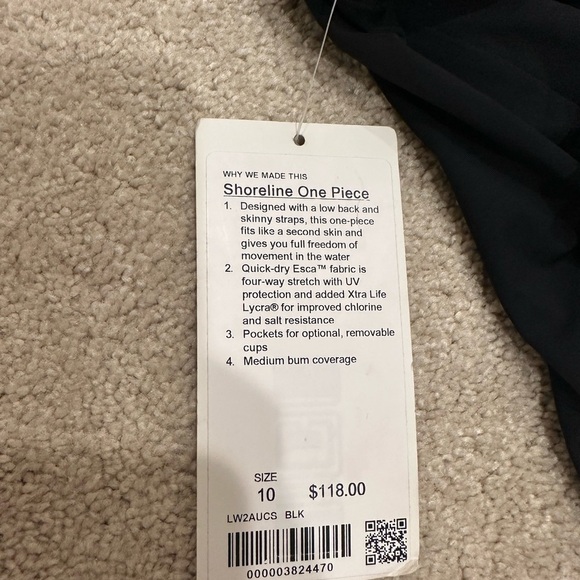 WHY WE MADE THIS
Shoreline One Piece
1. Designed with a low back and
skinny straps, this one-piece
fits like a second skin and
gives you full freedom of
movement in the water
2. Quick-dry Esca™ fabric is
four-way stretch with UV
protection and added Xtra Life
Lycra® for improved chlorine
and salt resistance
3. Pockets for optional, removable
cups
4. Medium bum coverage
SIZE
10 $118.00
LW2AUCS BLK
000003824470